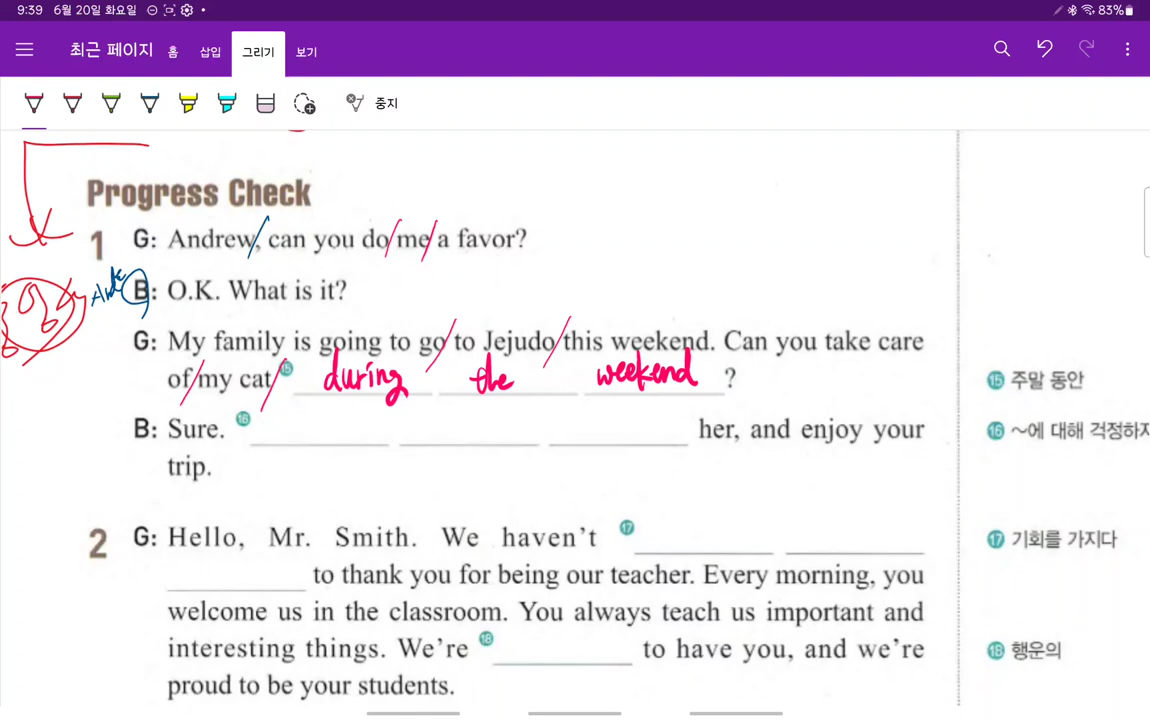 9:39 6월 20일 화요일 83%
최근 페이지 홈 삽입 그리기 보기
중지
Progress Check
1 G: Andrew, can you do me a favor?
B: O.K. What is it?
G: My family is going to go to Jejudo this weekend. Can you take care
of my cat ⑮ during the weekend ?
⑮ 주말 동안
B: Sure. ⑯ her, and enjoy your
⑯ ~에 대해 걱정하지
trip.
2 G: Hello, Mr. Smith. We haven't ⑰
⑰ 기회를 가지다
to thank you for being our teacher. Every morning, you
welcome us in the classroom. You always teach us important and
interesting things. We're ⑱ to have you, and we're
⑱ 행운의
proud to be your students.